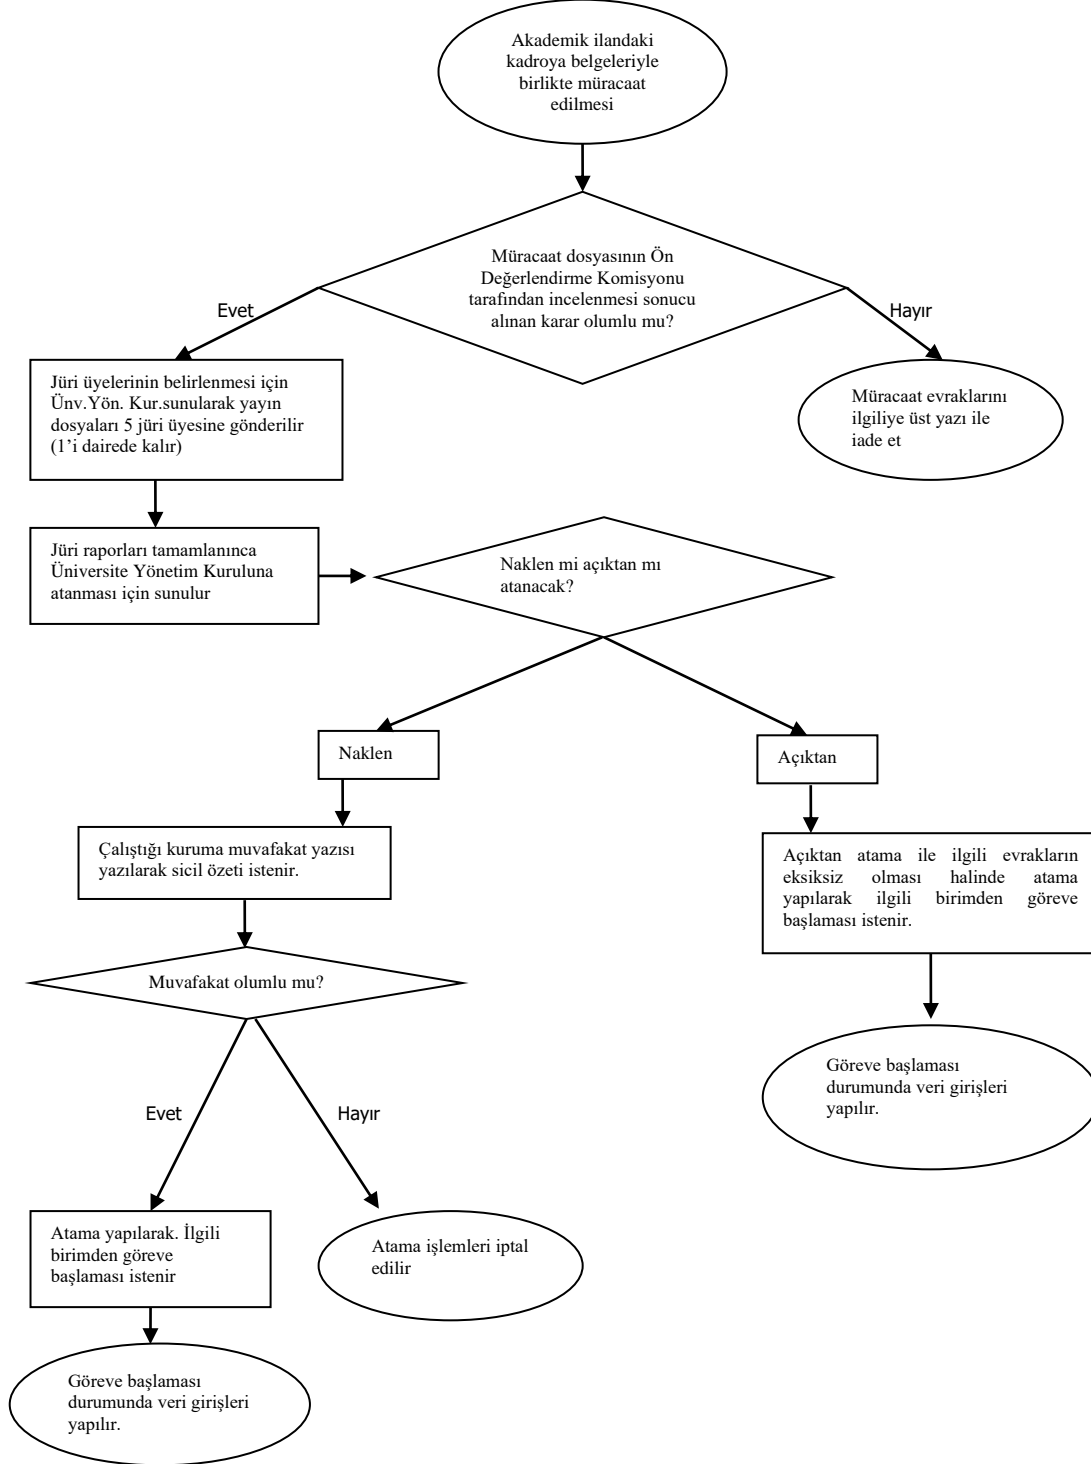 Akademik ilandaki
kadroya belgeleriyle
birlikte müracaat
edilmesi
Müracaat dosyasının Ön
Değerlendirme Komisyonu
tarafından incelenmesi sonucu
alınan karar olumlu mu?
Evet
Hayır
Jüri üyelerinin belirlenmesi için
Ünv.Yön. Kur.sunularak yayın
dosyaları 5 jüri üyesine gönderilir
(1’i dairede kalır)
Müracaat evraklarını
ilgiliye üst yazı ile
iade et
Jüri raporları tamamlanınca
Üniversite Yönetim Kuruluna
atanması için sunulur
Naklen mi açıktan mı
atanacak?
Naklen
Açıktan
Çalıştığı kuruma muvafakat yazısı
yazılarak sicil özeti istenir.
Açıktan atama ile ilgili evrakların
eksiksiz olması halinde atama
yapılarak ilgili birimden göreve
başlaması istenir.
Muvafakat olumlu mu?
Göreve başlaması
durumunda veri girişleri
yapılır.
Evet
Hayır
Atama yapılarak. İlgili
birimden göreve
başlaması istenir
Atama işlemleri iptal
edilir
Göreve başlaması
durumunda veri girişleri
yapılır.